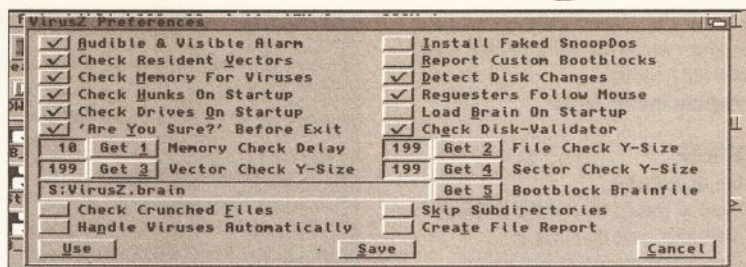 VirusZ Preferences
Audible & Visible Alarm Install Faked SnoopDos
Check Resident Vectors Report Custom Bootblocks
Check Memory For Viruses Detect Disk Changes
Check Hunks On Startup Requesters Follow Mouse
Check Drives On Startup Load Brain On Startup
'Are You Sure?' Before Exit Check Disk-Validator
10 Get 1 Memory Check Delay 199 Get 2 File Check Y-Size
199 Get 3 Vector Check Y-Size 199 Get 4 Sector Check Y-Size
S:VirusZ.brain Get 5 Bootblock Brainfile
Check Crunched Files Skip Subdirectories
Handle Viruses Automatically Create File Report
Use Save Cancel